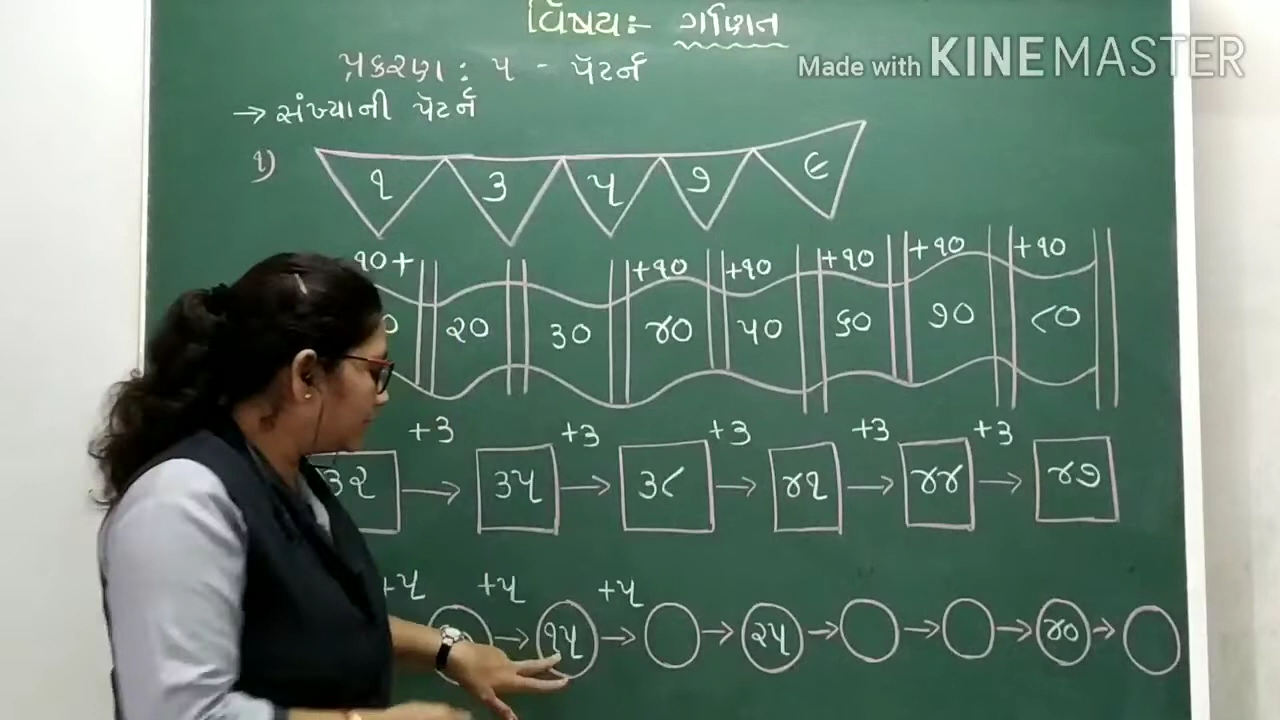 વિષય:- ગણિત
Made with KINEMASTER
પ્રકરણ : ૫ - પૅટર્ન
→ સંખ્યાની પૅટર્ન
૧)
૧ ૩ ૫ ૭ ૯
૧૦+ +૧૦ +૧૦ +૧૦ +૧૦ +૧૦
૨૦ ૩૦ ૪૦ ૫૦ ૬૦ ૭૦ ૮૦
+૩ +૩ +૩ +૩ +૩
૩૨ → ૩૫ → ૩૮ → ૪૧ → ૪૪ → ૪૭
+૫ +૫ +૫
→ ૧૫ → → ૨૫ → → → ૪૦ →